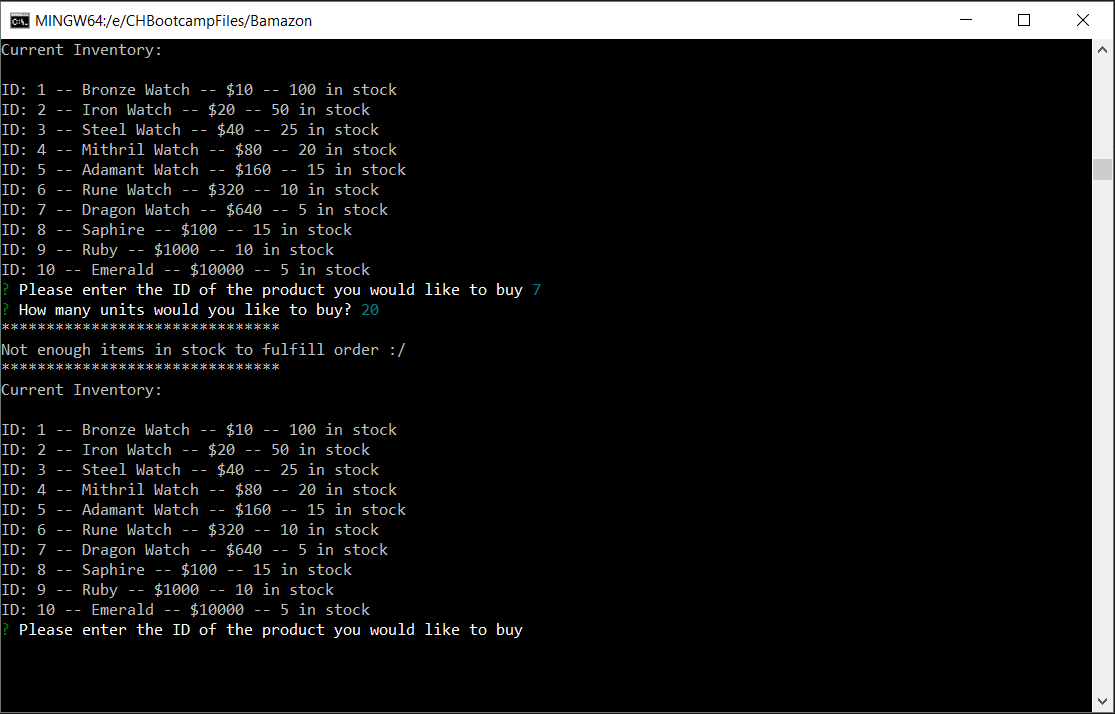 MINGW64:/e/CHBootcampFiles/Bamazon
Current Inventory:
ID: 1 -- Bronze Watch -- $10 -- 100 in stock
ID: 2 -- Iron Watch -- $20 -- 50 in stock
ID: 3 -- Steel Watch -- $40 -- 25 in stock
ID: 4 -- Mithril Watch -- $80 -- 20 in stock
ID: 5 -- Adamant Watch -- $160 -- 15 in stock
ID: 6 -- Rune Watch -- $320 -- 10 in stock
ID: 7 -- Dragon Watch -- $640 -- 5 in stock
ID: 8 -- Saphire -- $100 -- 15 in stock
ID: 9 -- Ruby -- $1000 -- 10 in stock
ID: 10 -- Emerald -- $10000 -- 5 in stock
? Please enter the ID of the product you would like to buy 7
? How many units would you like to buy? 20
*******************************
Not enough items in stock to fulfill order :/
*******************************
Current Inventory:
ID: 1 -- Bronze Watch -- $10 -- 100 in stock
ID: 2 -- Iron Watch -- $20 -- 50 in stock
ID: 3 -- Steel Watch -- $40 -- 25 in stock
ID: 4 -- Mithril Watch -- $80 -- 20 in stock
ID: 5 -- Adamant Watch -- $160 -- 15 in stock
ID: 6 -- Rune Watch -- $320 -- 10 in stock
ID: 7 -- Dragon Watch -- $640 -- 5 in stock
ID: 8 -- Saphire -- $100 -- 15 in stock
ID: 9 -- Ruby -- $1000 -- 10 in stock
ID: 10 -- Emerald -- $10000 -- 5 in stock
? Please enter the ID of the product you would like to buy